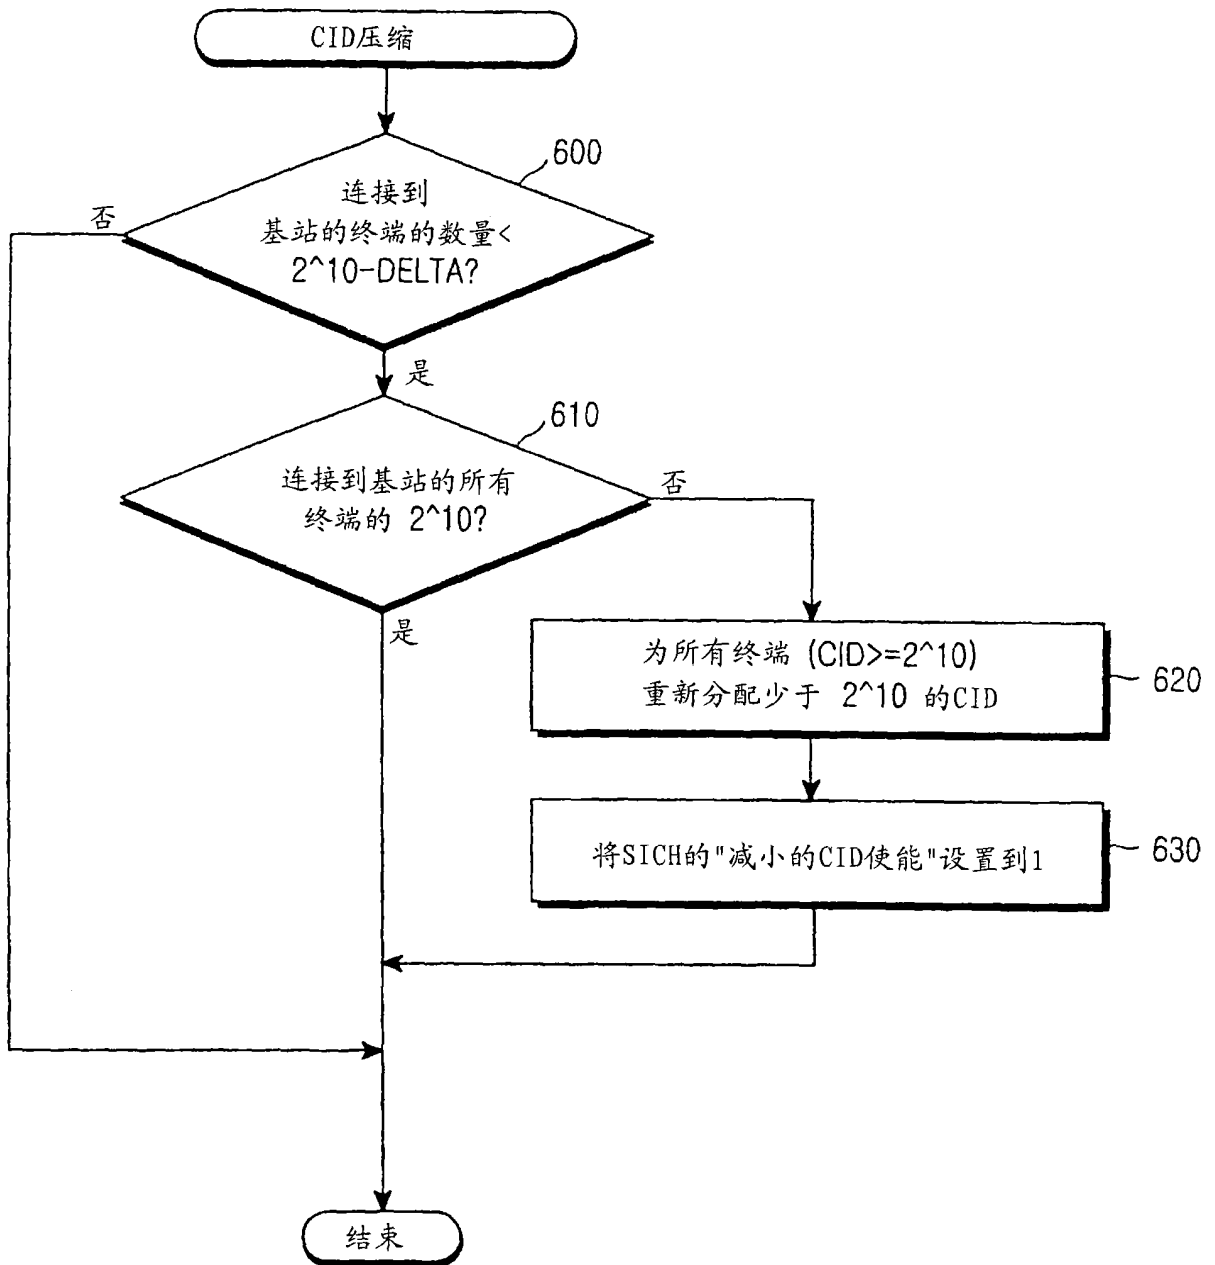 CID压缩
600
连接到
基站的终端的数量<
2^10-DELTA?
否
是
610
连接到基站的所有
终端的 2^10?
否
是
为所有终端 (CID>=2^10)
重新分配少于 2^10 的CID
620
将SICH的"减小的CID使能"设置到1
630
结束